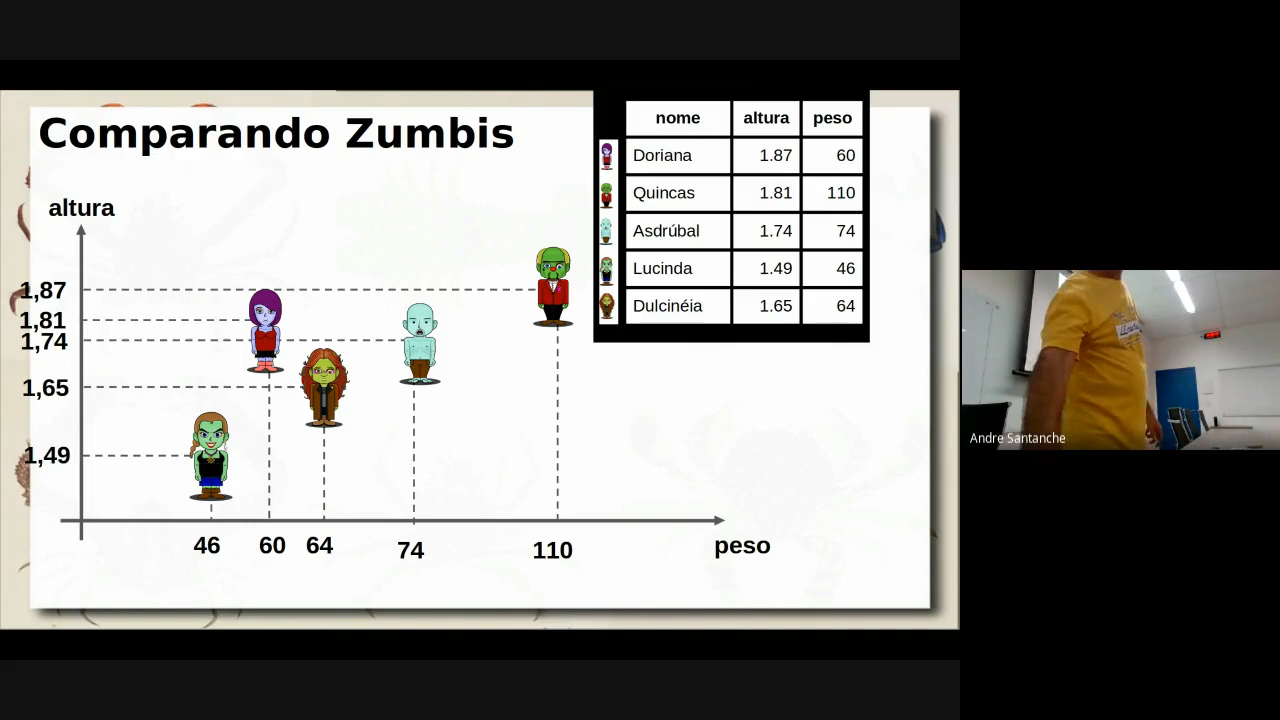 Comparando Zumbis
nome altura peso
Doriana 1.87 60
Quincas 1.81 110
Asdrúbal 1.74 74
Lucinda 1.49 46
Dulcinéia 1.65 64
altura
1,87
1,81
1,74
1,65
1,49
46 60 64 74 110 peso
Andre Santanche